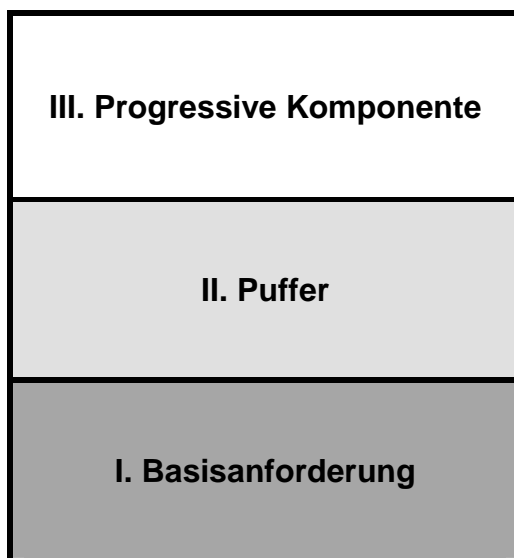 III. Progressive Komponente
II. Puffer
I. Basisanforderung